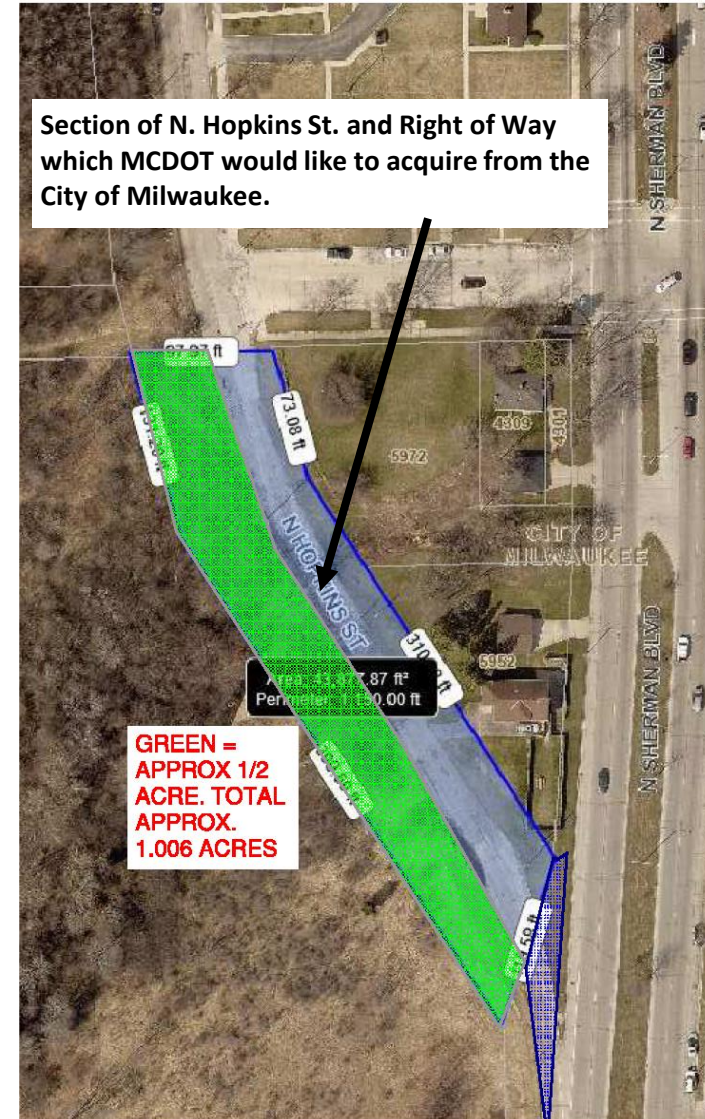 Section of N. Hopkins St. and Right of Way
which MCDOT would like to acquire from the
City of Milwaukee.
N SHERMAN BLVD
73.08 ft
4309
4301
5972
CITY OF
MILWAUKEE
N HOPKINS ST
5952
N SHERMAN BLVD
GREEN =
APPROX 1/2
ACRE. TOTAL
APPROX.
1.006 ACRES